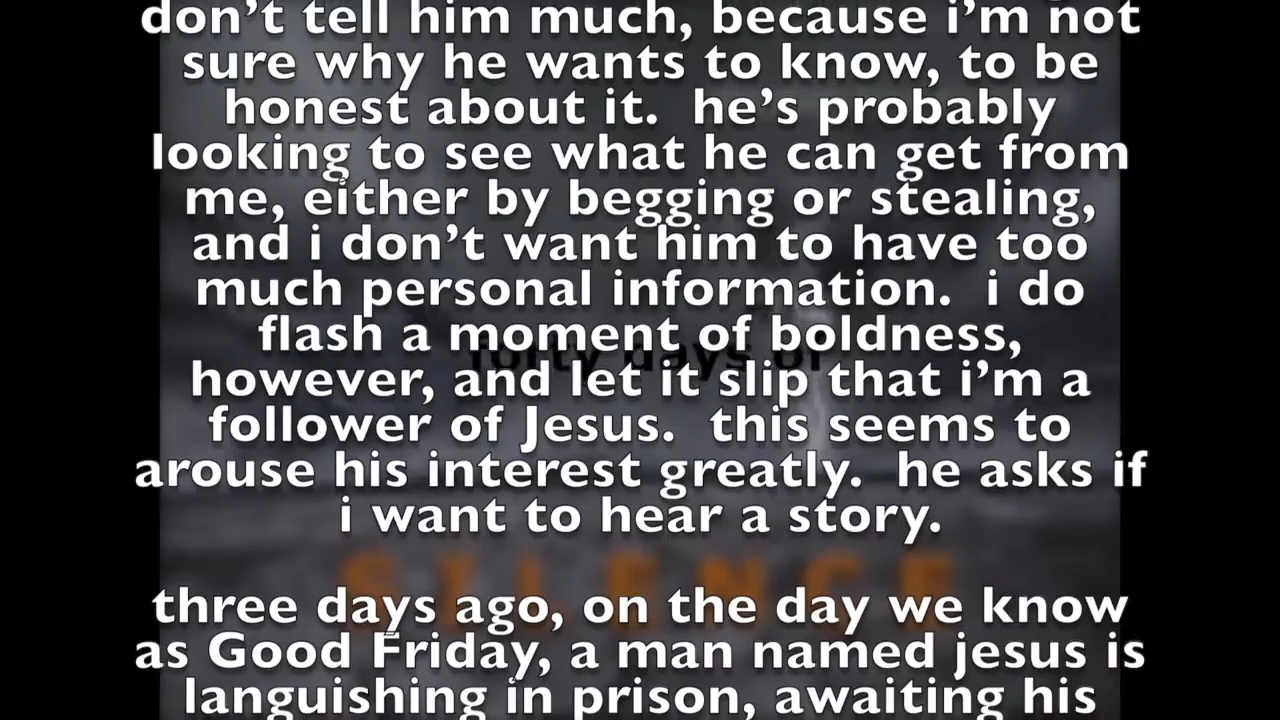 don’t tell him much, because i’m not
sure why he wants to know, to be
honest about it.  he’s probably
looking to see what he can get from
me, either by begging or stealing,
and i don’t want him to have too
much personal information.  i do
flash a moment of boldness,
forty days of
however, and let it slip that i’m a
follower of Jesus.  this seems to
arouse his interest greatly.  he asks if
i want to hear a story.
SILENCE
three days ago, on the day we know
as Good Friday, a man named jesus is
languishing in prison, awaiting his